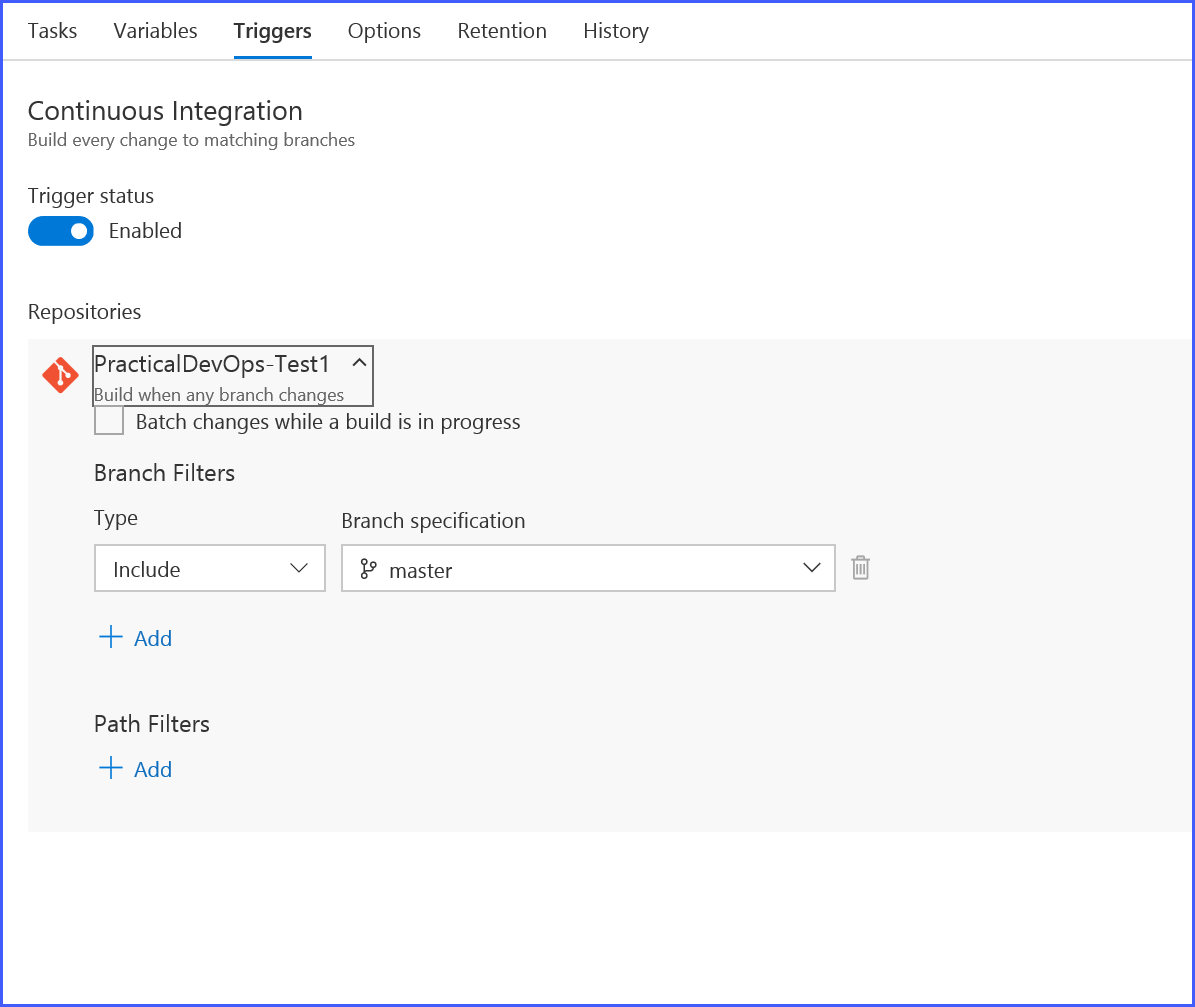 Tasks Variables Triggers Options Retention History
Continuous Integration
Build every change to matching branches
Trigger status
Enabled
Repositories
PracticalDevOps-Test1
Build when any branch changes
Batch changes while a build is in progress
Branch Filters
Type Branch specification
Include master
Add
Path Filters
Add